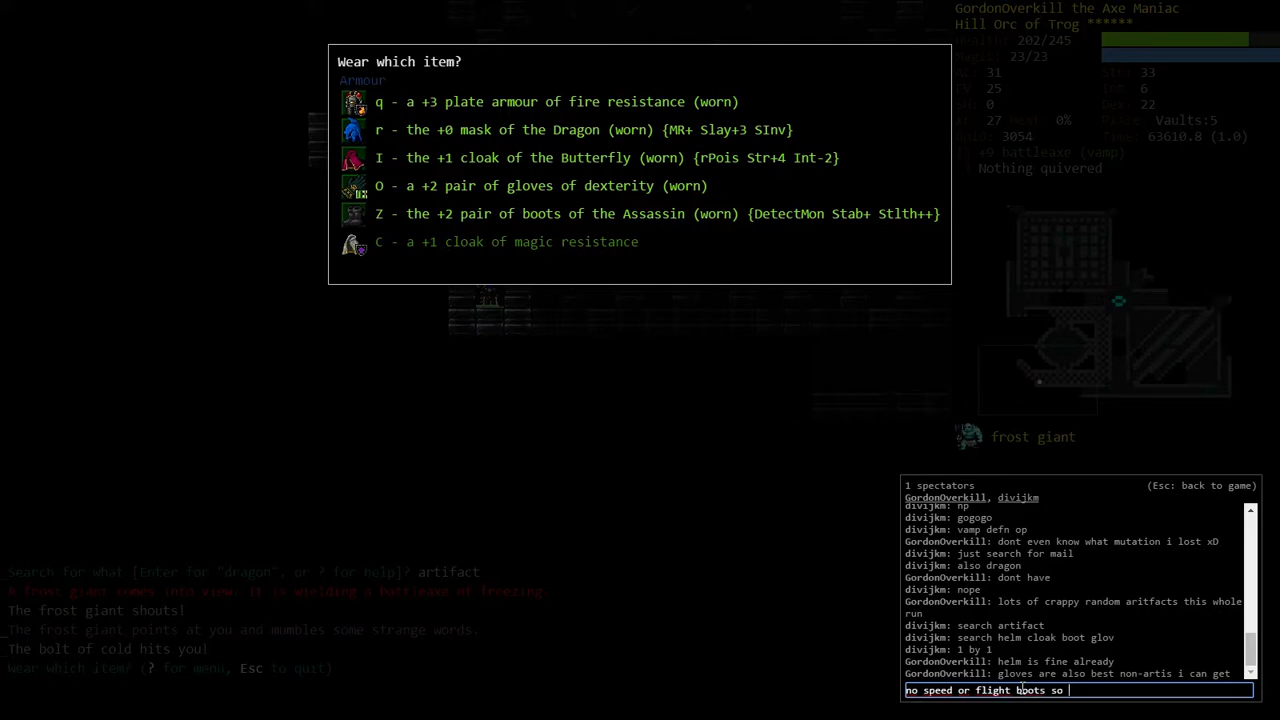 GordonOverkill the Axe Maniac
Hill Orc of Trog ******
Health: 202/245
Magic: 23/23
AC: 31 Str: 33
EV: 25 Int: 6
SH: 0 Dex: 22
XL: 27 Next: 0% Place: Vaults:5
Gold: 3054 Time: 63610.8 (1.0)
+9 battleaxe (vamp)
Nothing quivered
Wear which item?
Armour
q - a +3 plate armour of fire resistance (worn)
r - the +0 mask of the Dragon (worn) {MR+ Slay+3 SInv}
I - the +1 cloak of the Butterfly (worn) {rPois Str+4 Int-2}
O - a +2 pair of gloves of dexterity (worn)
Z - the +2 pair of boots of the Assassin (worn) {DetectMon Stab+ Stlth++}
C - a +1 cloak of magic resistance
frost giant
1 spectators (Esc: back to game)
GordonOverkill, divijkm
divijkm: np
divijkm: gogogo
divijkm: vamp defn op
GordonOverkill: dont even know what mutation i lost xD
divijkm: just search for mail
divijkm: also dragon
GordonOverkill: dont have
divijkm: nope
GordonOverkill: lots of crappy random aritfacts this whole
run
divijkm: search artifact
divijkm: search helm cloak boot glov
divijkm: 1 by 1
GordonOverkill: helm is fine already
GordonOverkill: gloves are also best non-artis i can get
no speed or flight boots so
Search for what [Enter for "dragon", or ? for help]? artifact
A frost giant comes into view. It is wielding a battleaxe of freezing.
The frost giant shouts!
_The frost giant points at you and mumbles some strange words.
The bolt of cold hits you!
Wear which item? (? for menu, Esc to quit)